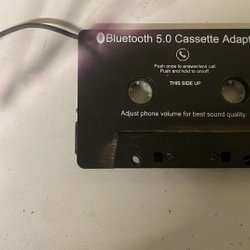 Bluetooth 5.0 Cassette Adapt
Push once to answer/end call
Push and hold to on/off!
THIS SIDE UP
Adjust phone volume for best sound quality.